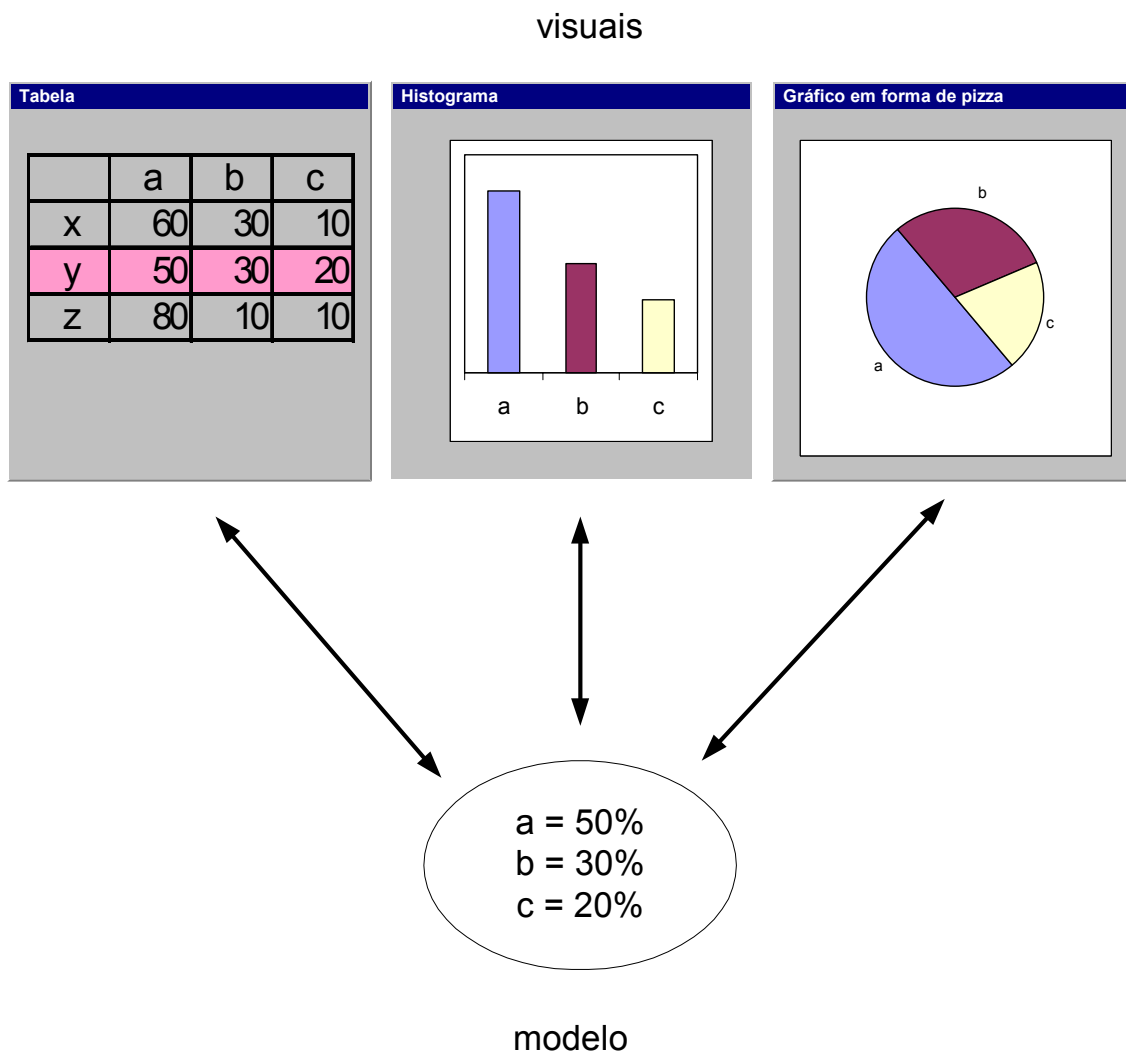 visuais
Tabela
a b c
x 60 30 10
y 50 30 20
z 80 10 10
Histograma
a b c
Gráfico em forma de pizza
b
c
a
a = 50%
b = 30%
c = 20%
modelo